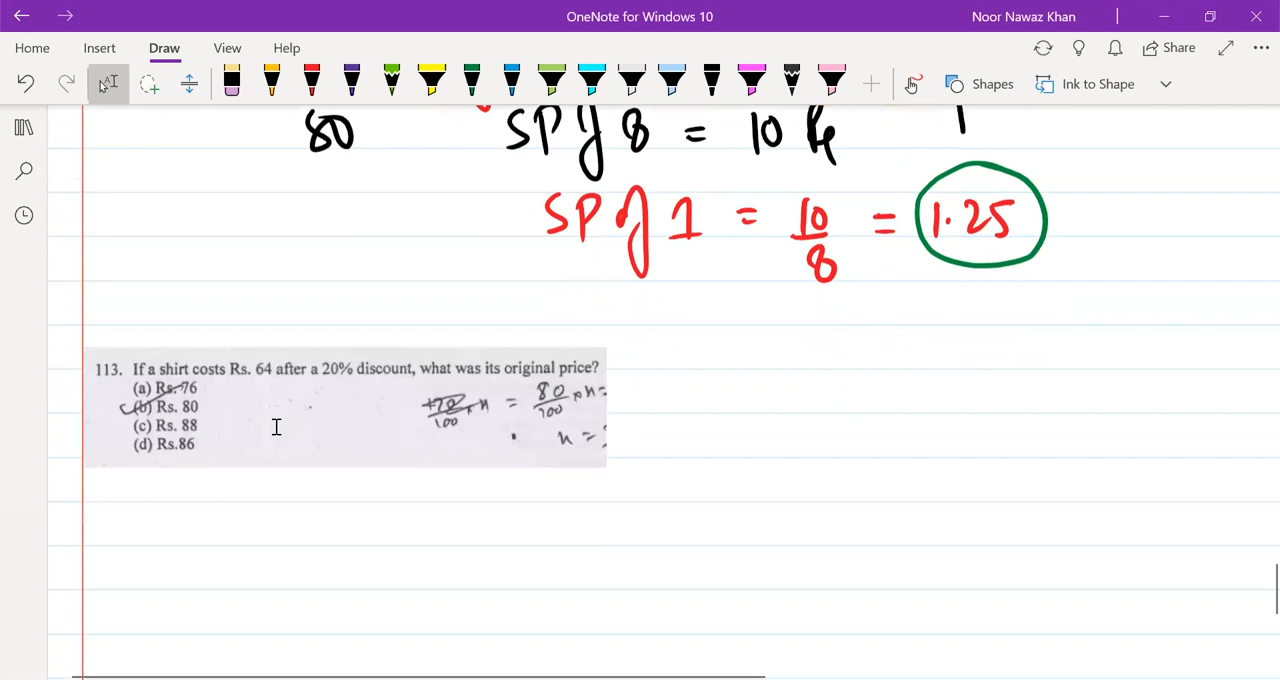 OneNote for Windows 10
Noor Nawaz Khan
Home Insert Draw View Help
Share
Shapes
Ink to Shape
80
SP of 8 = 10
SP of 1 = 10/8 = 1.25
113. If a shirt costs Rs. 64 after a 20% discount, what was its original price?
(a) Rs. 76
(b) Rs. 80
(c) Rs. 88
(d) Rs.86
= 80/100 × x =
x =